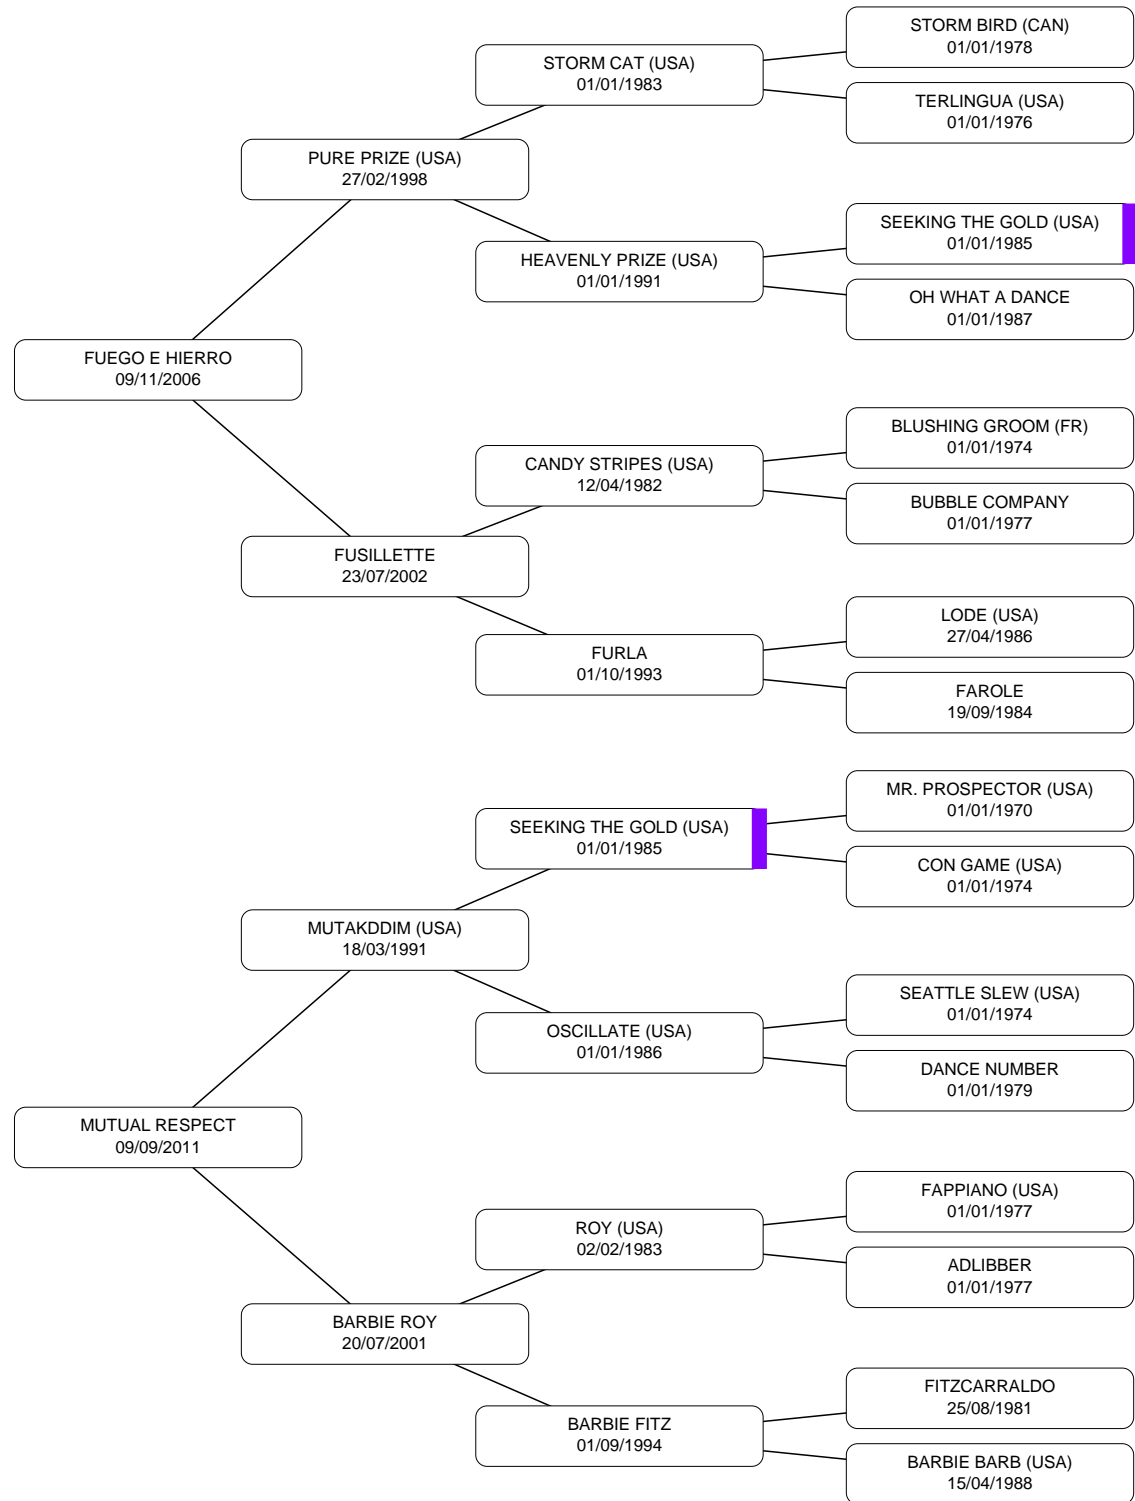 STORM BIRD (CAN)
01/01/1978
STORM CAT (USA)
01/01/1983
TERLINGUA (USA)
01/01/1976
PURE PRIZE (USA)
27/02/1998
SEEKING THE GOLD (USA)
01/01/1985
HEAVENLY PRIZE (USA)
01/01/1991
OH WHAT A DANCE
01/01/1987
FUEGO E HIERRO
09/11/2006
BLUSHING GROOM (FR)
01/01/1974
CANDY STRIPES (USA)
12/04/1982
BUBBLE COMPANY
01/01/1977
FUSILLETTE
23/07/2002
LODE (USA)
27/04/1986
FURLA
01/10/1993
FAROLE
19/09/1984
MR. PROSPECTOR (USA)
01/01/1970
SEEKING THE GOLD (USA)
01/01/1985
CON GAME (USA)
01/01/1974
MUTAKDDIM (USA)
18/03/1991
SEATTLE SLEW (USA)
01/01/1974
OSCILLATE (USA)
01/01/1986
DANCE NUMBER
01/01/1979
MUTUAL RESPECT
09/09/2011
FAPPIANO (USA)
01/01/1977
ROY (USA)
02/02/1983
ADLIBBER
01/01/1977
BARBIE ROY
20/07/2001
FITZCARRALDO
25/08/1981
BARBIE FITZ
01/09/1994
BARBIE BARB (USA)
15/04/1988